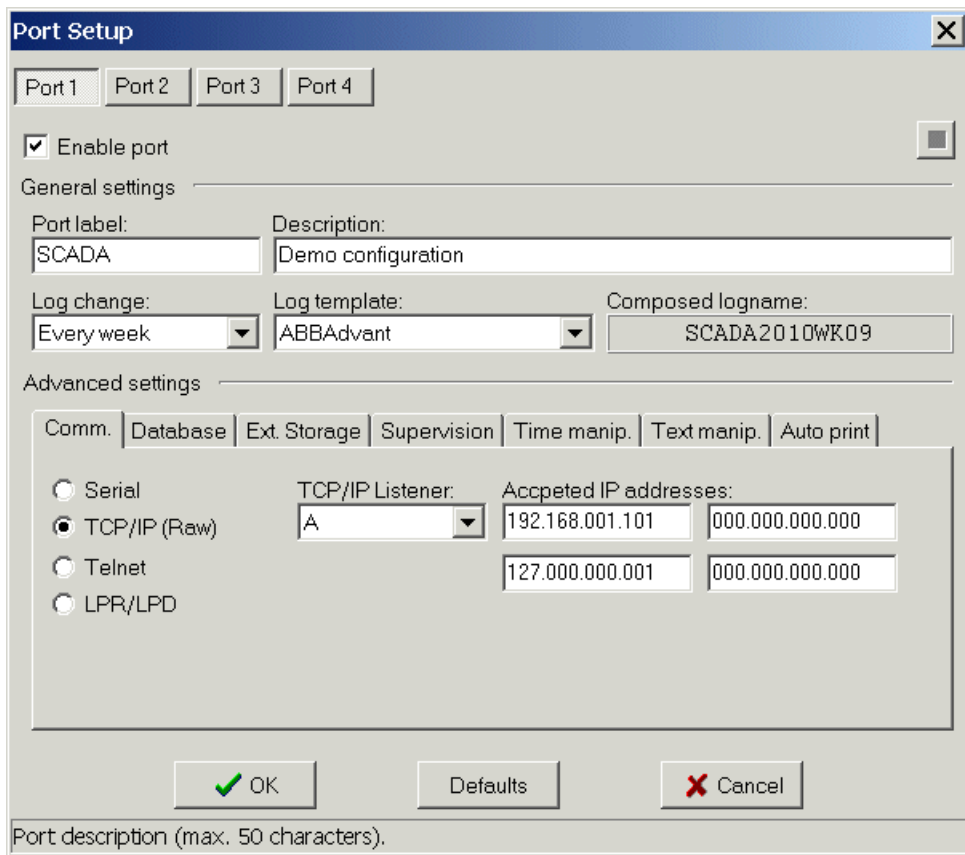 Port Setup
Port 1 Port 2 Port 3 Port 4
Enable port
General settings
Port label: Description:
SCADA Demo configuration
Log change: Log template: Composed logname:
Every week ABBAdvant SCADA2010WK09
Advanced settings
Comm. Database Ext. Storage Supervision Time manip. Text manip. Auto print
Serial TCP/IP Listener: Accpeted IP addresses:
TCP/IP (Raw) A 192.168.001.101 000.000.000.000
Telnet 127.000.000.001 000.000.000.000
LPR/LPD
OK Defaults Cancel
Port description (max. 50 characters).